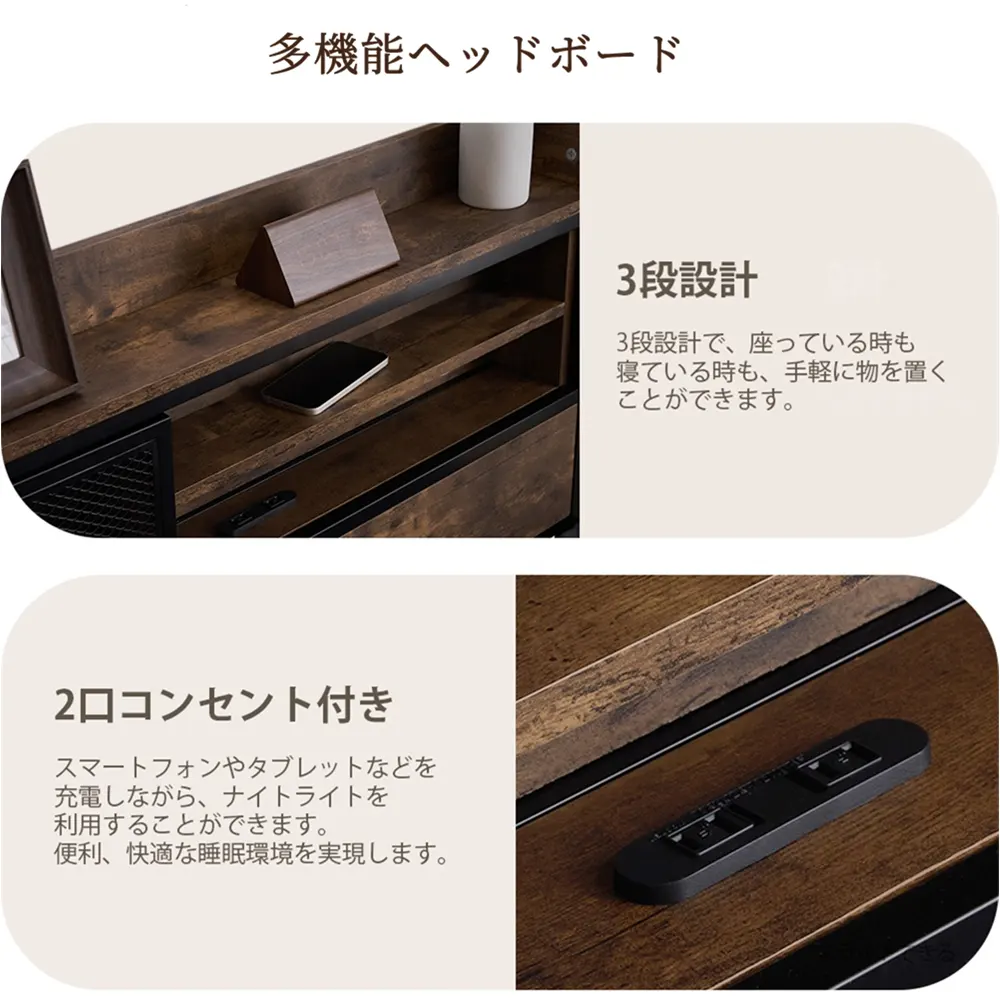 多機能ヘッドボード
3段設計
3段設計で、座っている時も
寝ている時も、手軽に物を置く
ことができます。
2口コンセント付き
スマートフォンやタブレットなどを
充電しながら、ナイトライトを
利用することができます。
便利、快適な睡眠環境を実現します。